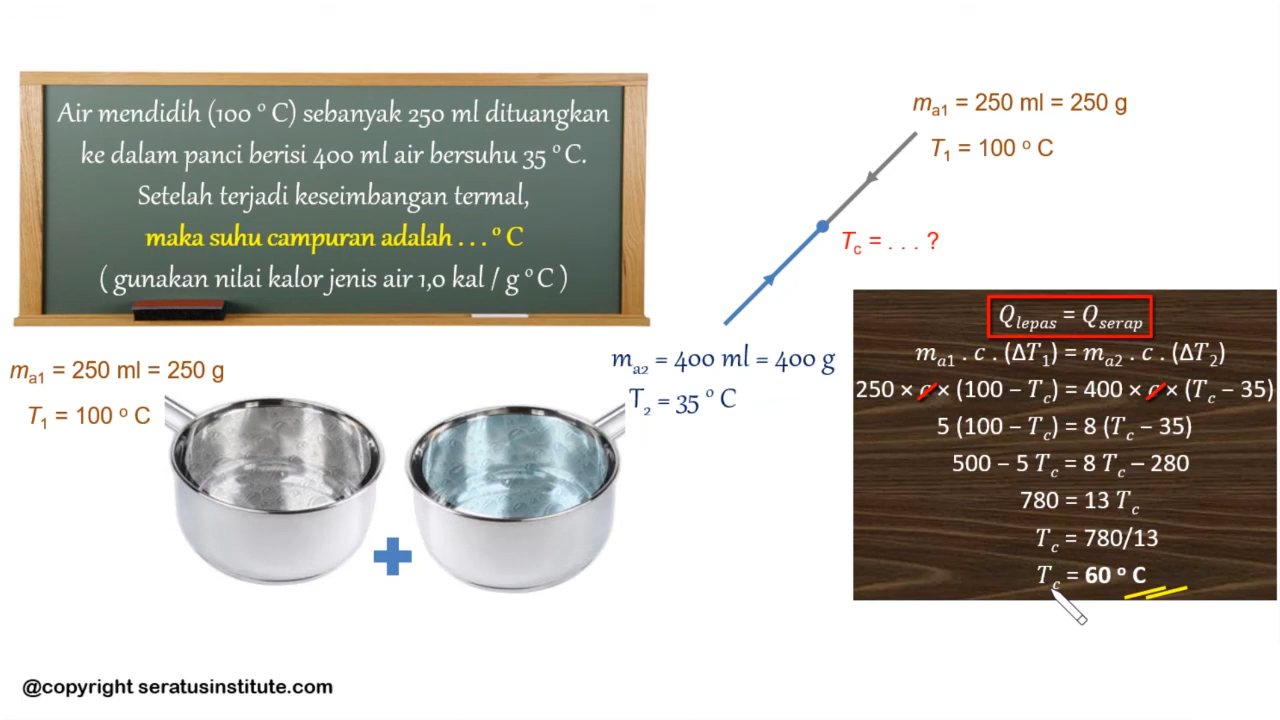 Air mendidih (100 ° C) sebanyak 250 ml dituangkan
ke dalam panci berisi 400 ml air bersuhu 35 ° C.
Setelah terjadi keseimbangan termal,
maka suhu campuran adalah . . . ° C
( gunakan nilai kalor jenis air 1,0 kal / g ° C )
ma1 = 250 ml = 250 g
T1 = 100 ° C
ma2 = 400 ml = 400 g
T2 = 35 ° C
ma1 = 250 ml = 250 g
T1 = 100 ° C
Tc = . . . ?
Qlepas = Qserap
ma1 . c . (ΔT1) = ma2 . c . (ΔT2)
250 × c × (100 – Tc) = 400 × c × (Tc – 35)
5 (100 – Tc) = 8 (Tc – 35)
500 – 5 Tc = 8 Tc – 280
780 = 13 Tc
Tc = 780/13
Tc = 60 ° C
@copyright seratusinstitute.com